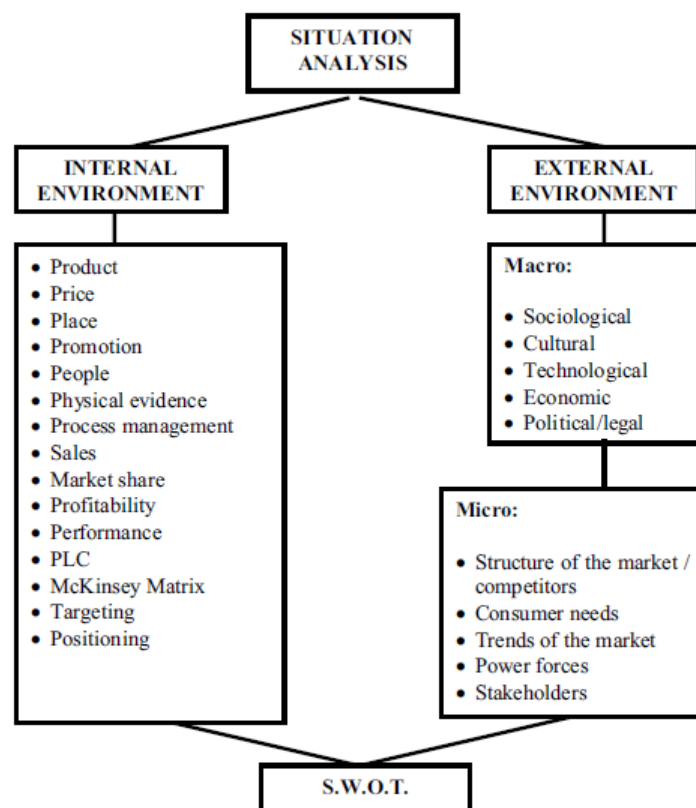 SITUATION
ANALYSIS
INTERNAL
ENVIRONMENT
• Product
• Price
• Place
• Promotion
• People
• Physical evidence
• Process management
• Sales
• Market share
• Profitability
• Performance
• PLC
• McKinsey Matrix
• Targeting
• Positioning
EXTERNAL
ENVIRONMENT
Macro:
• Sociological
• Cultural
• Technological
• Economic
• Political/legal
Micro:
• Structure of the market /
competitors
• Consumer needs
• Trends of the market
• Power forces
• Stakeholders
S.W.O.T.